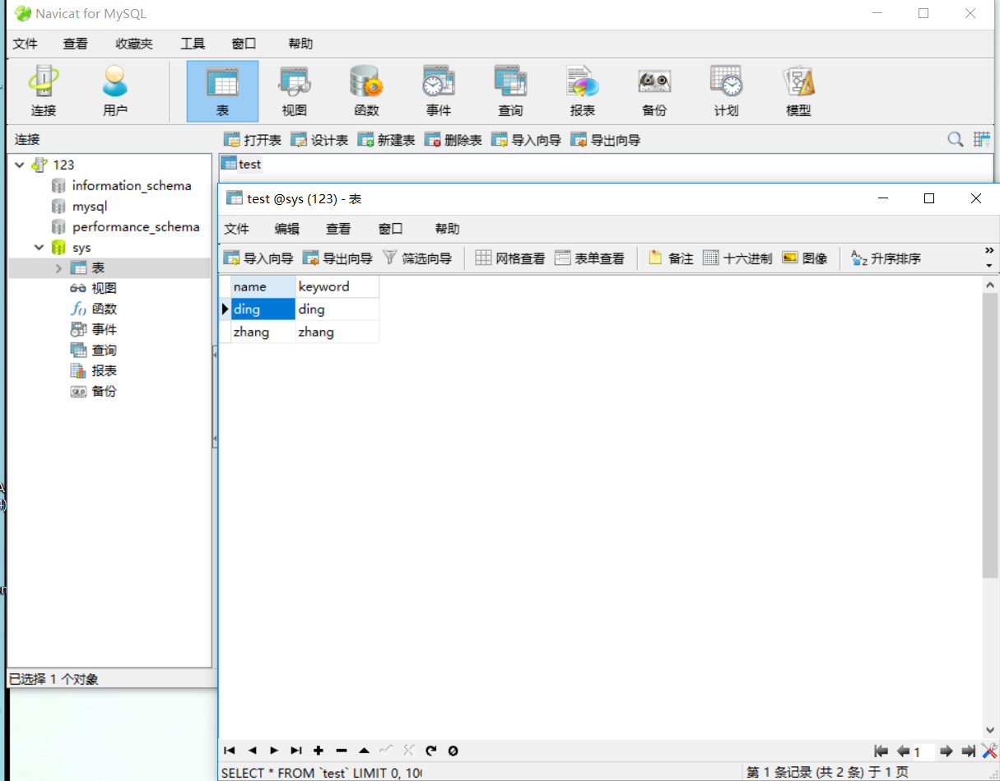 Navicat for MySQL
文件 查看 收藏夹 工具 窗口 帮助
连接 用户 表 视图 函数 事件 查询 报表 备份 计划 模型
连接
打开表 设计表 新建表 删除表 导入向导 导出向导
123
information_schema
mysql
performance_schema
sys
表
视图
函数
事件
查询
报表
备份
已选择 1 个对象
test
test @sys (123) - 表
文件 编辑 查看 窗口 帮助
导入向导 导出向导 筛选向导 网格查看 表单查看 备注 十六进制 图像 升序排序
name keyword
ding ding
zhang zhang
1
SELECT * FROM `test` LIMIT 0, 100
第 1 条记录 (共 2 条) 于 1 页